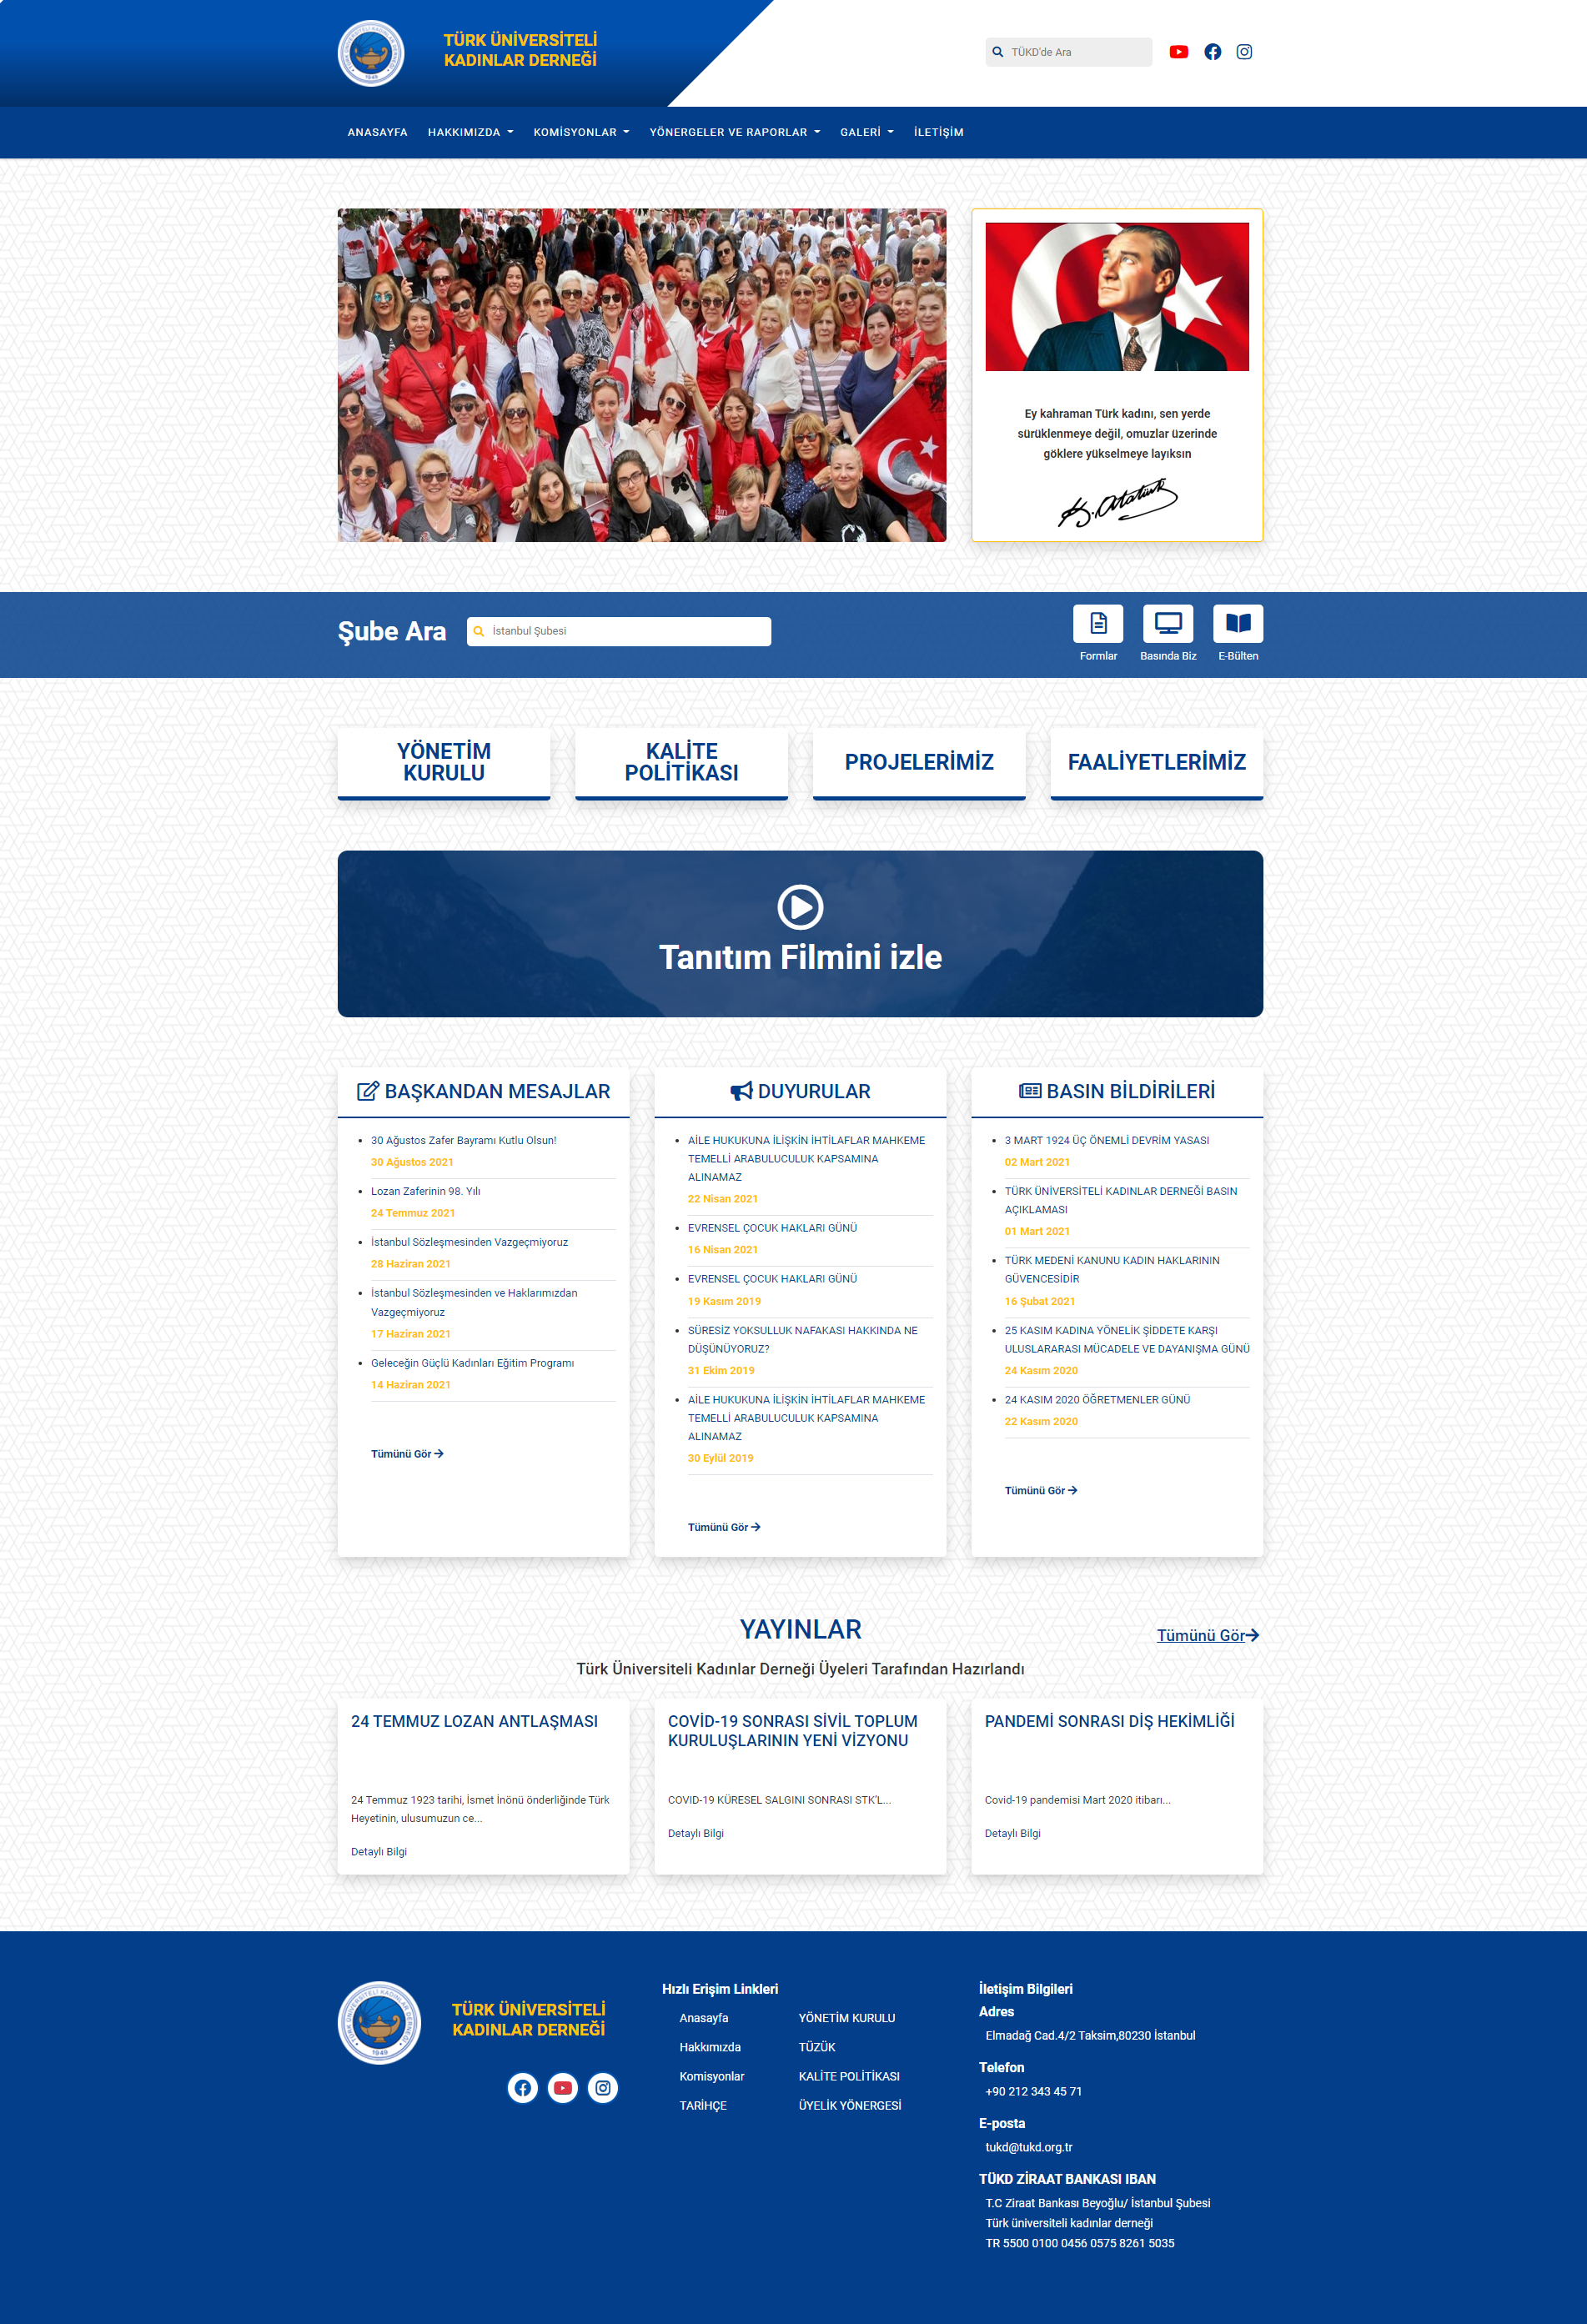 TÜRK ÜNİVERSİTELİ
KADINLAR DERNEĞİ
1949
TÜKD'de Ara
ANASAYFA
HAKKIMIZDA
KOMİSYONLAR
YÖNERGELER VE RAPORLAR
GALERİ
İLETİŞİM
Ey kahraman Türk kadını, sen yerde
sürüklenmeye değil, omuzlar üzerinde
göklere yükselmeye layıksın
K. Atatürk
Şube Ara
İstanbul Şubesi
Formlar
Basında Biz
E-Bülten
YÖNETİM
KURULU
KALİTE
POLİTİKASI
PROJELERİMİZ
FAALİYETLERİMİZ
Tanıtım Filmini izle
BAŞKANDAN MESAJLAR
30 Ağustos Zafer Bayramı Kutlu Olsun!
30 Ağustos 2021
Lozan Zaferinin 98. Yılı
24 Temmuz 2021
İstanbul Sözleşmesinden Vazgeçmiyoruz
28 Haziran 2021
İstanbul Sözleşmesinden ve Haklarımızdan
Vazgeçmiyoruz
17 Haziran 2021
Geleceğin Güçlü Kadınları Eğitim Programı
14 Haziran 2021
Tümünü Gör
DUYURULAR
AİLE HUKUKUNA İLİŞKİN İHTİLAFLAR MAHKEME
TEMELLİ ARABULUCULUK KAPSAMINA
ALINAMAZ
22 Nisan 2021
EVRENSEL ÇOCUK HAKLARI GÜNÜ
16 Nisan 2021
EVRENSEL ÇOCUK HAKLARI GÜNÜ
19 Kasım 2019
SÜRESİZ YOKSULLUK NAFAKASI HAKKINDA NE
DÜŞÜNÜYORUZ?
31 Ekim 2019
AİLE HUKUKUNA İLİŞKİN İHTİLAFLAR MAHKEME
TEMELLİ ARABULUCULUK KAPSAMINA
ALINAMAZ
30 Eylül 2019
Tümünü Gör
BASIN BİLDİRİLERİ
3 MART 1924 ÜÇ ÖNEMLİ DEVRİM YASASI
02 Mart 2021
TÜRK ÜNİVERSİTELİ KADINLAR DERNEĞİ BASIN
AÇIKLAMASI
01 Mart 2021
TÜRK MEDENİ KANUNU KADIN HAKLARININ
GÜVENCESİDİR
16 Şubat 2021
25 KASIM KADINA YÖNELİK ŞİDDETE KARŞI
ULUSLARARASI MÜCADELE VE DAYANIŞMA GÜNÜ
24 Kasım 2020
24 KASIM 2020 ÖĞRETMENLER GÜNÜ
22 Kasım 2020
Tümünü Gör
YAYINLAR
Tümünü Gör
Türk Üniversiteli Kadınlar Derneği Üyeleri Tarafından Hazırlandı
24 TEMMUZ LOZAN ANTLAŞMASI
24 Temmuz 1923 tarihi, İsmet İnönü önderliğinde Türk
Heyetinin, ulusumuzun ce...
Detaylı Bilgi
COVİD-19 SONRASI SİVİL TOPLUM
KURULUŞLARININ YENİ VİZYONU
COVID-19 KÜRESEL SALGINI SONRASI STK'L...
Detaylı Bilgi
PANDEMİ SONRASI DİŞ HEKİMLİĞİ
Covid-19 pandemisi Mart 2020 itibarı...
Detaylı Bilgi
TÜRK ÜNİVERSİTELİ KADINLAR DERNEĞİ
1949
TÜRK ÜNİVERSİTELİ
KADINLAR DERNEĞİ
Hızlı Erişim Linkleri
Anasayfa
YÖNETİM KURULU
Hakkımızda
TÜZÜK
Komisyonlar
KALİTE POLİTİKASI
TARİHÇE
ÜYELİK YÖNERGESİ
İletişim Bilgileri
Adres
Elmadağ Cad.4/2 Taksim,80230 İstanbul
Telefon
+90 212 343 45 71
E-posta
tukd@tukd.org.tr
TÜKD ZİRAAT BANKASI IBAN
T.C Ziraat Bankası Beyoğlu/ İstanbul Şubesi
Türk üniversiteli kadınlar derneği
TR 5500 0100 0456 0575 8261 5035